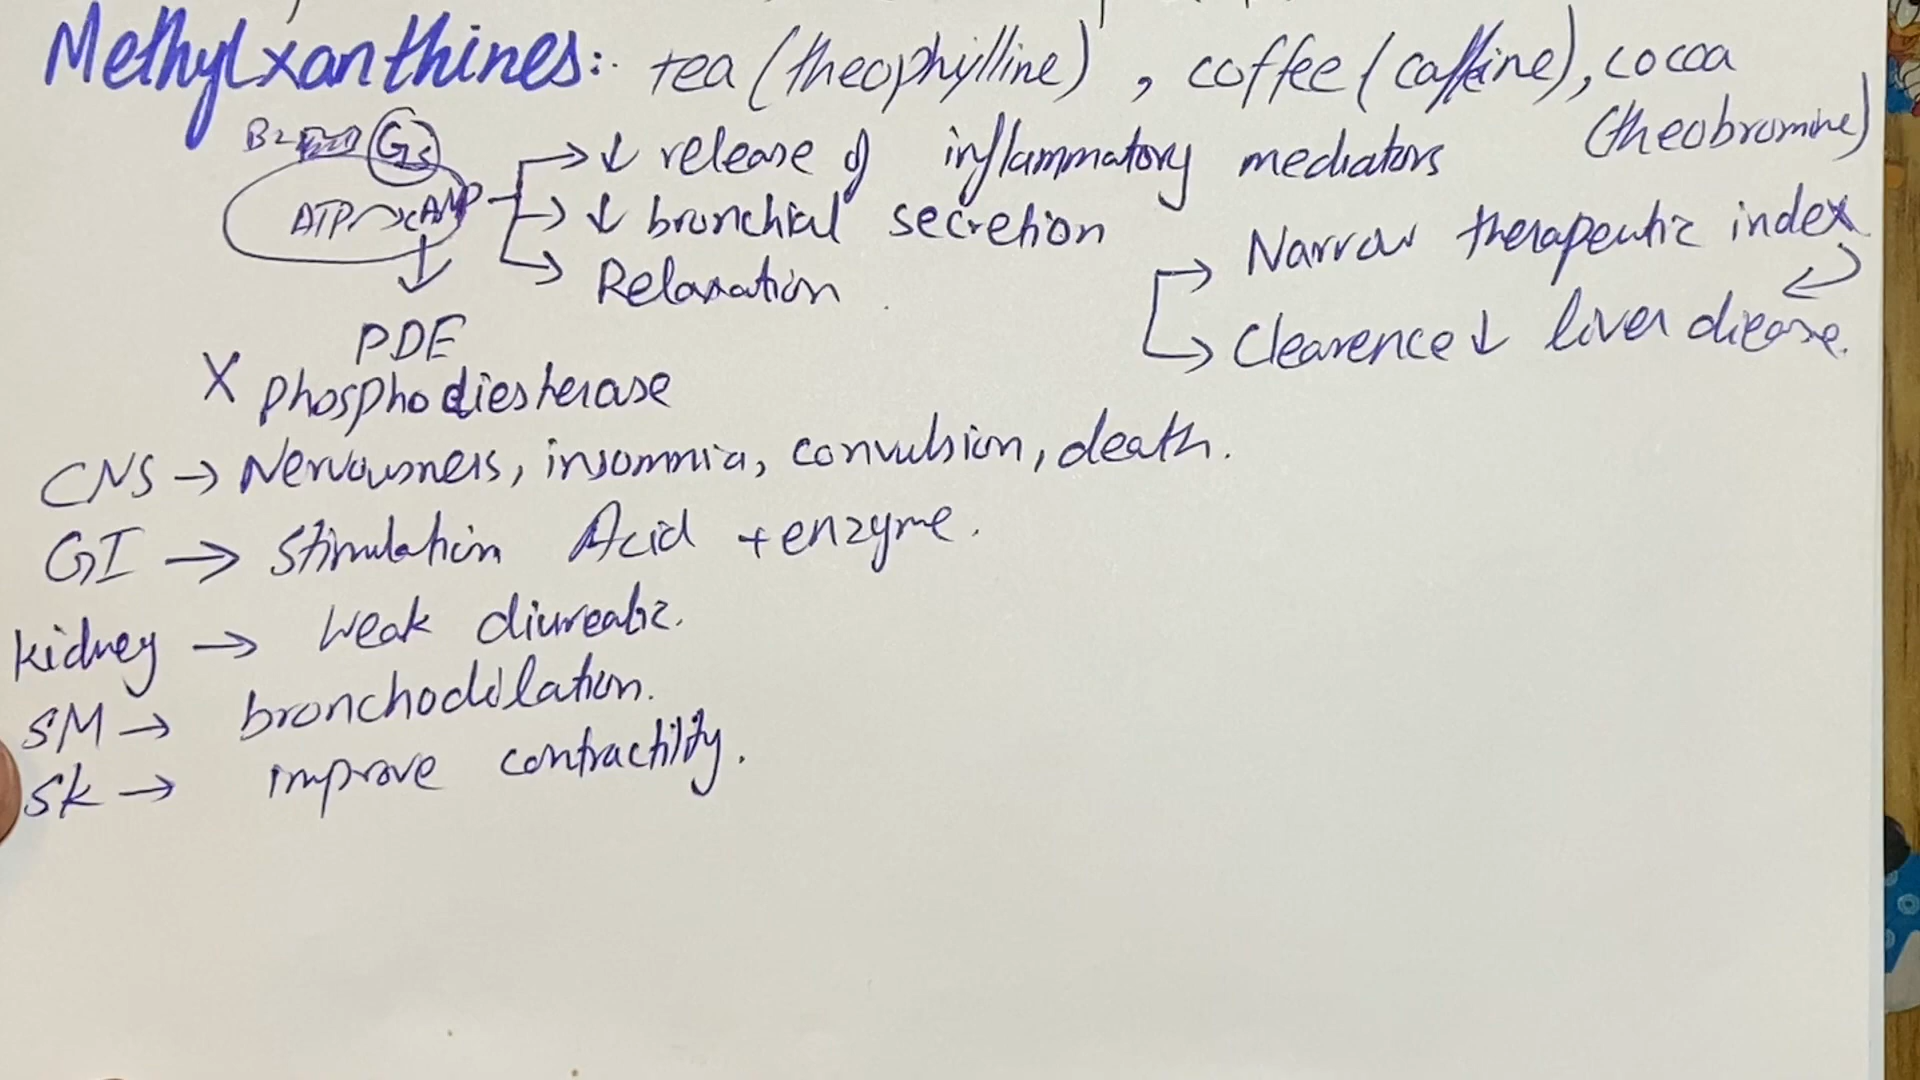 Methylxanthines:- tea (theophylline), coffee (caffeine), cocoa
(theobromine)
B2 Gs
ATP → cAMP
→ ↓ release of inflammatory mediators
→ ↓ bronchial secretion
→ Relaxation
→ Narrow therapeutic index
→ Clearence ↓ liver diease.
PDE
X phosphodiesterase
CNS → Nervousness, insomnia, convulsion, death.
GI → Stimulation Acid + enzyme.
kidney → weak diureatic.
SM → bronchodilation.
SK → improve contractility.